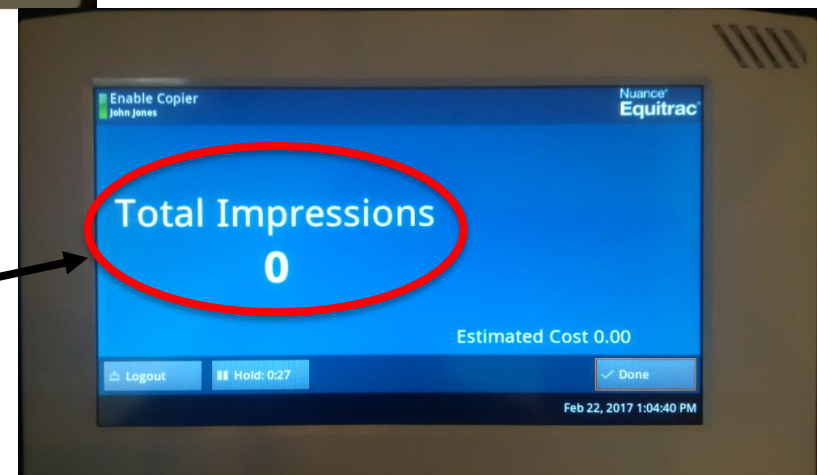 Enable Copier
John Jones
Nuance®
Equitrac®
Total Impressions
0
Estimated Cost 0.00
Logout
Hold: 0:27
Done
Feb 22, 2017 1:04:40 PM